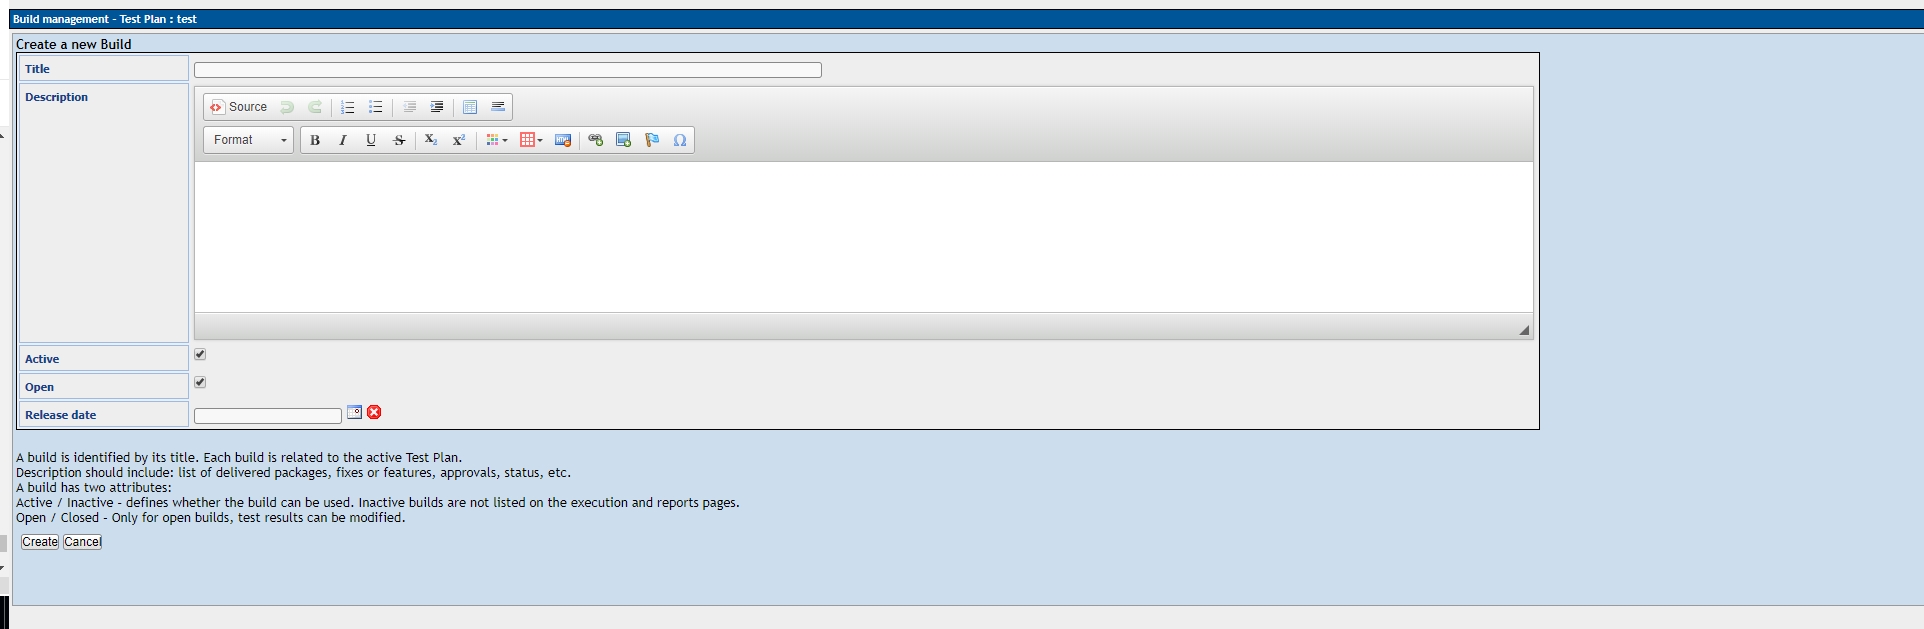 Build management - Test Plan : test
Create a new Build
Title
Description
Source
Format
B I U S X2 X2 Ω
Active
Open
Release date
A build is identified by its title. Each build is related to the active Test Plan.
Description should include: list of delivered packages, fixes or features, approvals, status, etc.
A build has two attributes:
Active / Inactive - defines whether the build can be used. Inactive builds are not listed on the execution and reports pages.
Open / Closed - Only for open builds, test results can be modified.
Create Cancel